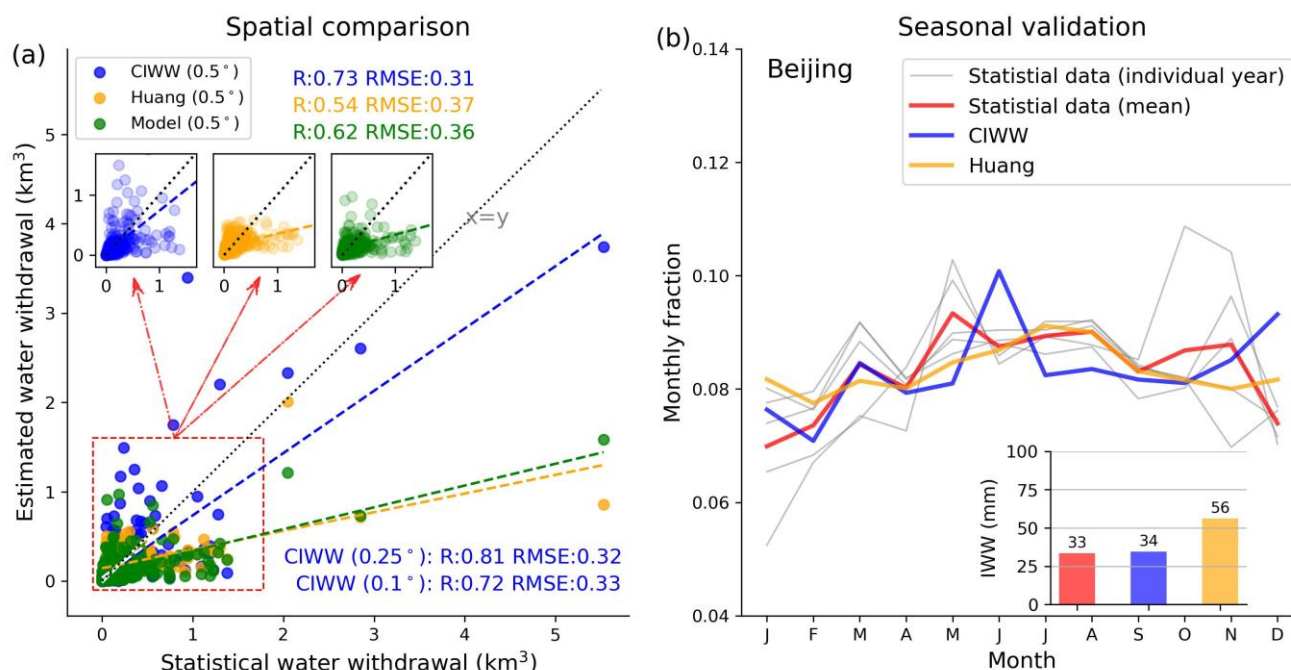 Spatial comparison
(a)
CIWW (0.5°)
Huang (0.5°)
Model (0.5°)
R:0.73 RMSE:0.31
R:0.54 RMSE:0.37
R:0.62 RMSE:0.36
x=y
1
0
0 1
0 1
0 1
CIWW (0.25°): R:0.81 RMSE:0.32
CIWW (0.1°): R:0.72 RMSE:0.33
5
4
3
2
1
0
0 1 2 3 4 5
Estimated water withdrawal (km³)
Statistical water withdrawal (km³)
Seasonal validation
(b)
Beijing
Statistial data (individual year)
Statistial data (mean)
CIWW
Huang
0.14
0.12
0.10
0.08
0.06
0.04
Monthly fraction
100
75
50
25
0
IWW (mm)
33 34 56
J F M A M J J A S O N D
Month